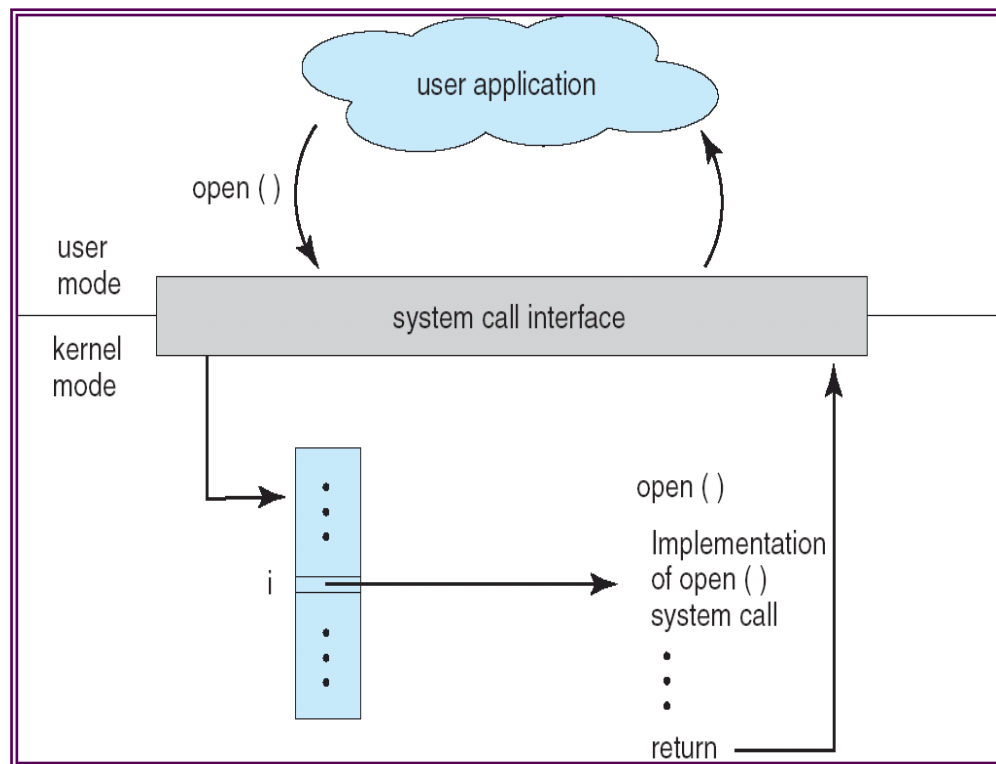 user application
open ( )
user
mode
system call interface
kernel
mode
open ( )
Implementation
of open ( )
system call
i
return